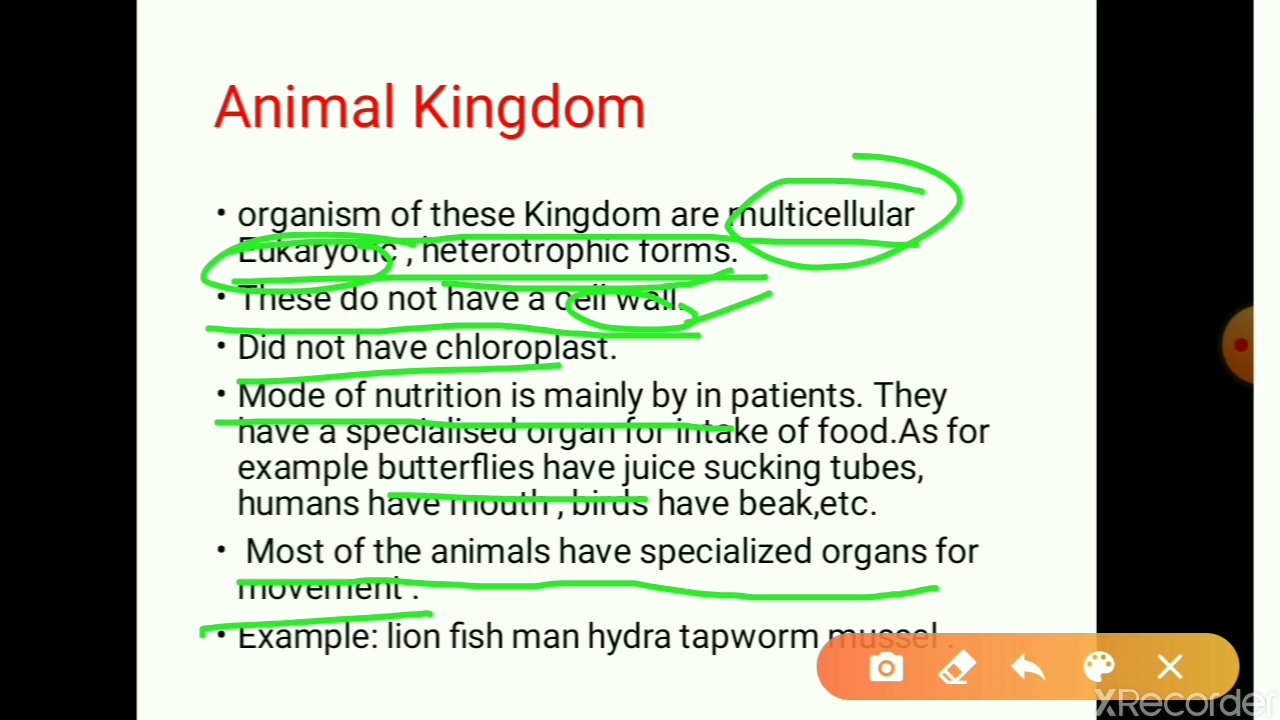 Animal Kingdom
• organism of these Kingdom are multicellular
Eukaryotic , heterotrophic forms.
• These do not have a cell wall.
• Did not have chloroplast.
• Mode of nutrition is mainly by in patients. They
have a specialised organ for intake of food.As for
example butterflies have juice sucking tubes,
humans have mouth , birds have beak,etc.
• Most of the animals have specialized organs for
movement .
• Example: lion fish man hydra tapworm mussel .
XRecorder